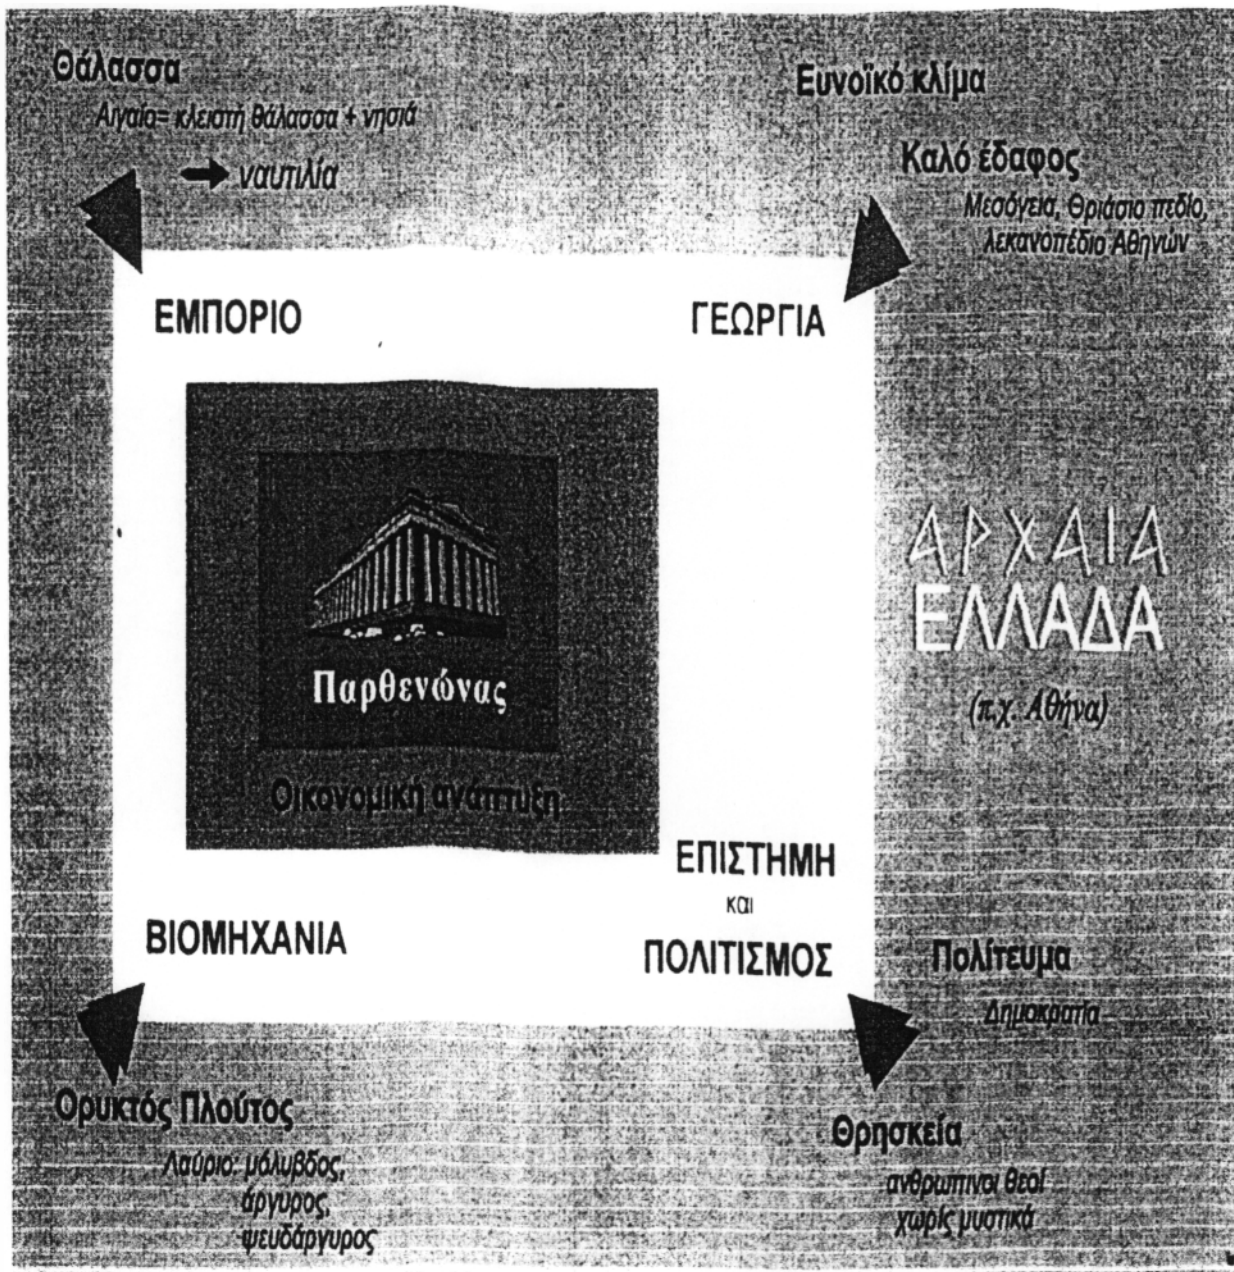 Θάλασσα
Αιγαίο= κλειστή θάλασσα + νησιά
➡ ναυτιλία
Ευνοϊκό κλίμα
Καλό έδαφος
Μεσόγεια, Θριάσιο πεδίο,
λεκανοπέδιο Αθηνών
ΕΜΠΟΡΙΟ
ΓΕΩΡΓΙΑ
Παρθενώνας
Οικονομική ανάπτυξη
ΑΡΧΑΙΑ
ΕΛΛΑΔΑ
(π.χ. Αθήνα)
ΒΙΟΜΗΧΑΝΙΑ
ΕΠΙΣΤΗΜΗ
και
ΠΟΛΙΤΙΣΜΟΣ
Πολίτευμα
Δημοκρατία
Ορυκτός Πλούτος
Λαύριο: μόλυβδος,
άργυρος,
ψευδάργυρος
Θρησκεία
ανθρωπινοι θεοί
χωρίς μυστικά